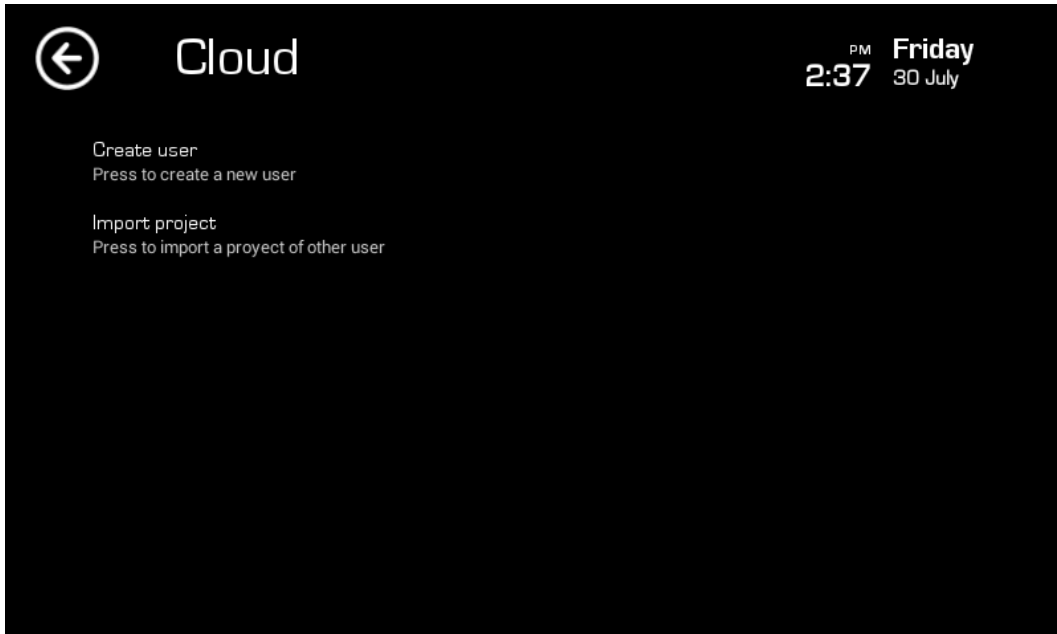 Cloud
PM
2:37
Friday
30 July
Create user
Press to create a new user
Import project
Press to import a proyect of other user